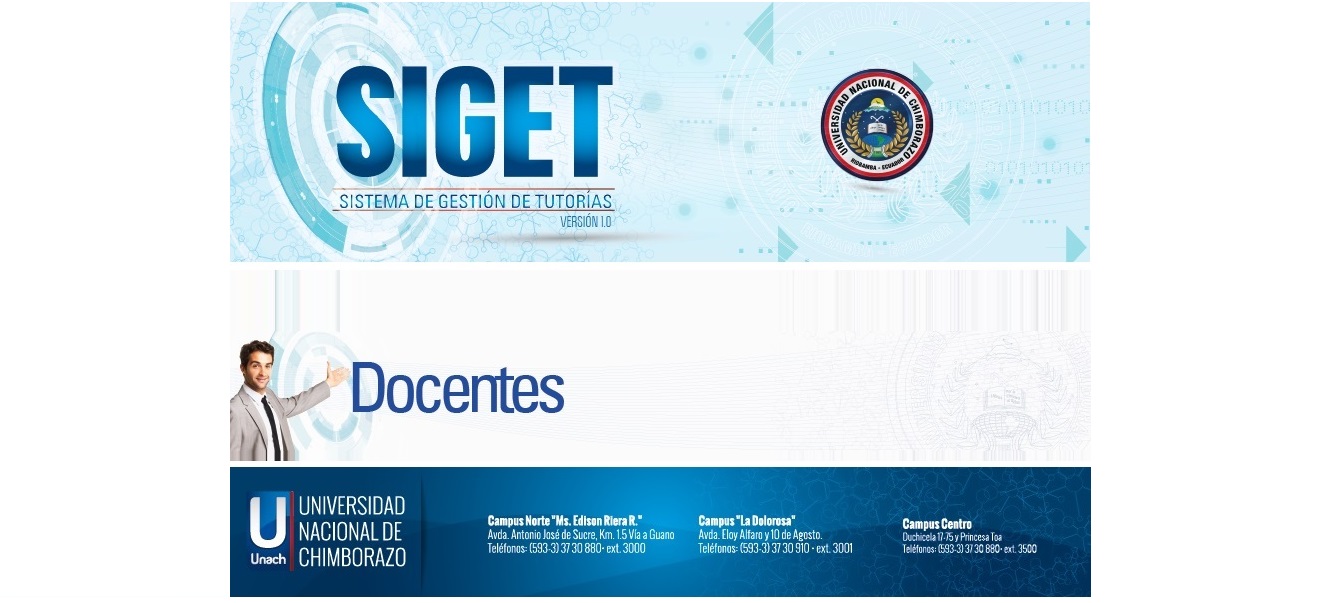 SIGET
SISTEMA DE GESTIÓN DE TUTORÍAS
VERSIÓN 1.0
UNIVERSIDAD NACIONAL DE CHIMBORAZO
RIOBAMBA - ECUADOR
010101010101
0101010101
Docentes
U
Unach
UNIVERSIDAD
NACIONAL DE
CHIMBORAZO
Campus Norte "Ms. Edison Riera R."
Avda. Antonio José de Sucre, Km. 1.5 Vía a Guano
Teléfonos: (593-3) 37 30 880- ext. 3000
Campus "La Dolorosa"
Avda. Eloy Alfaro y 10 de Agosto.
Teléfonos: (593-3) 37 30 910 - ext. 3001
Campus Centro
Duchicela 17-75 y Princesa Toa
Teléfonos: (593-3) 37 30 880- ext. 3500